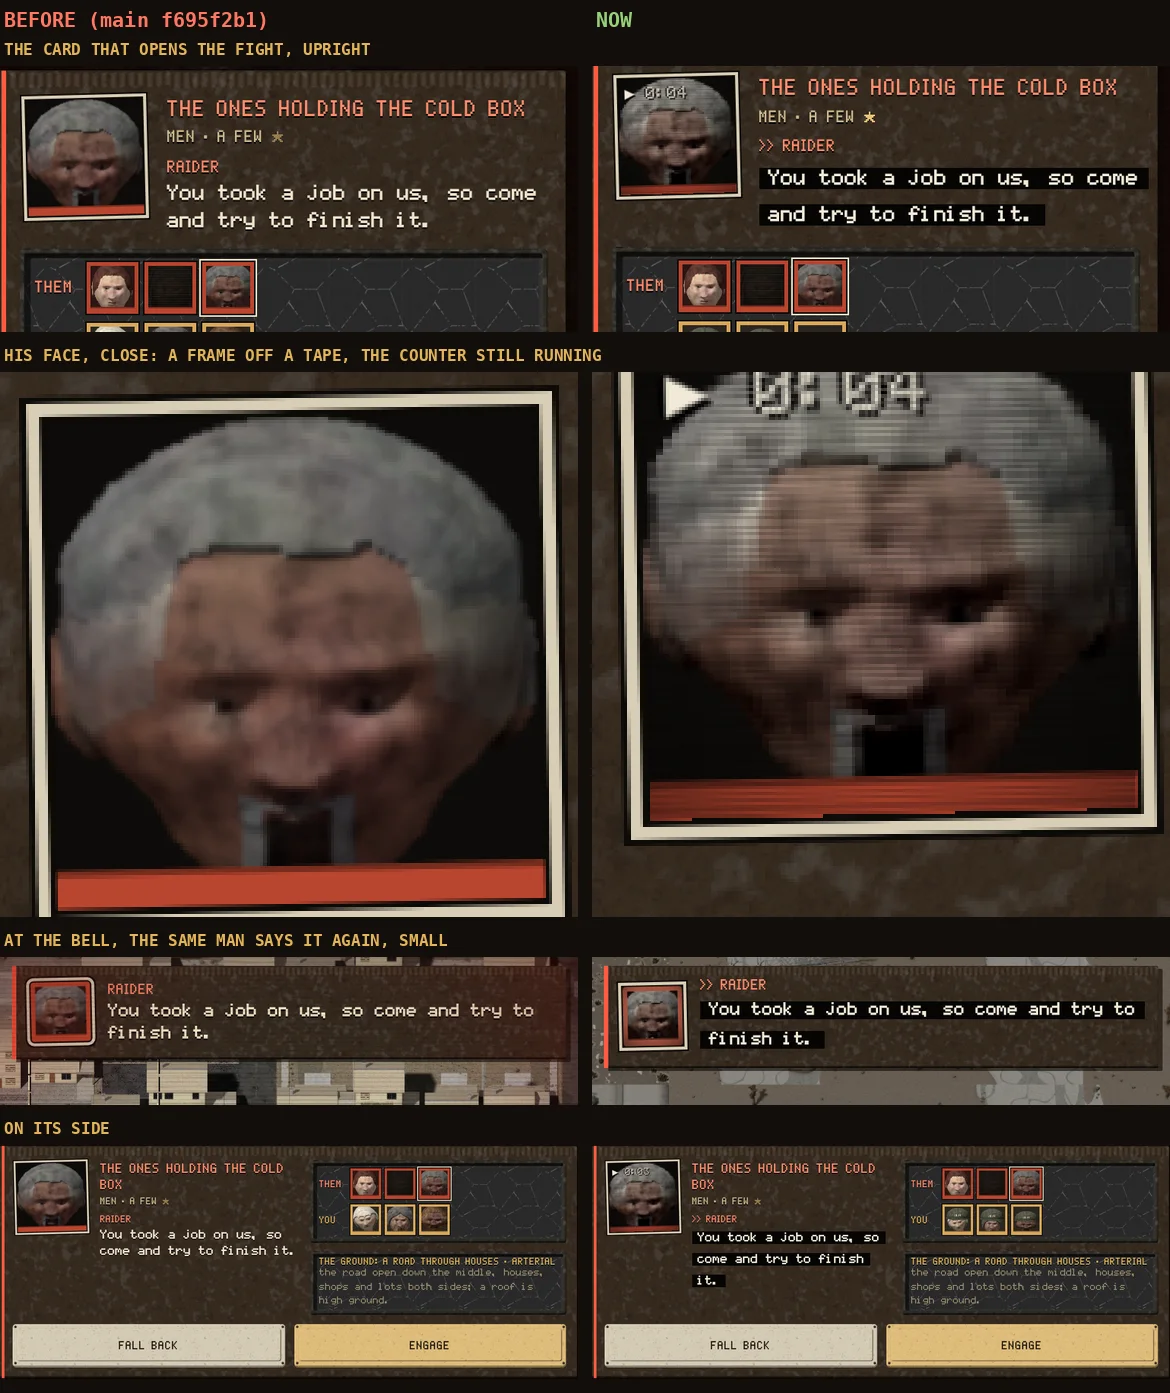 BEFORE (main f695f2b1)
NOW
THE CARD THAT OPENS THE FIGHT, UPRIGHT
THE ONES HOLDING THE COLD BOX
MEN · A FEW ★
RAIDER
You took a job on us, so come
and try to finish it.
THEM
▶ 0:04
THE ONES HOLDING THE COLD BOX
MEN · A FEW ★
>> RAIDER
You took a job on us, so come
and try to finish it.
THEM
HIS FACE, CLOSE: A FRAME OFF A TAPE, THE COUNTER STILL RUNNING
▶ 0:04
AT THE BELL, THE SAME MAN SAYS IT AGAIN, SMALL
RAIDER
You took a job on us, so come and try to
finish it.
>> RAIDER
You took a job on us, so come and try to
finish it.
ON ITS SIDE
THE ONES HOLDING THE COLD
BOX
MEN · A FEW ★
RAIDER
You took a job on us, so
come and try to finish it.
THEM
YOU
THE GROUND: A ROAD THROUGH HOUSES · ARTERIAL
the road open down the middle, houses,
shops and lots both sides; a roof is
high ground.
FALL BACK
ENGAGE
▶ 0:03
THE ONES HOLDING THE COLD
BOX
MEN · A FEW ★
>> RAIDER
You took a job on us, so
come and try to finish
it.
THEM
YOU
THE GROUND: A ROAD THROUGH HOUSES · ARTERIAL
the road open down the middle, houses,
shops and lots both sides; a roof is
high ground.
FALL BACK
ENGAGE